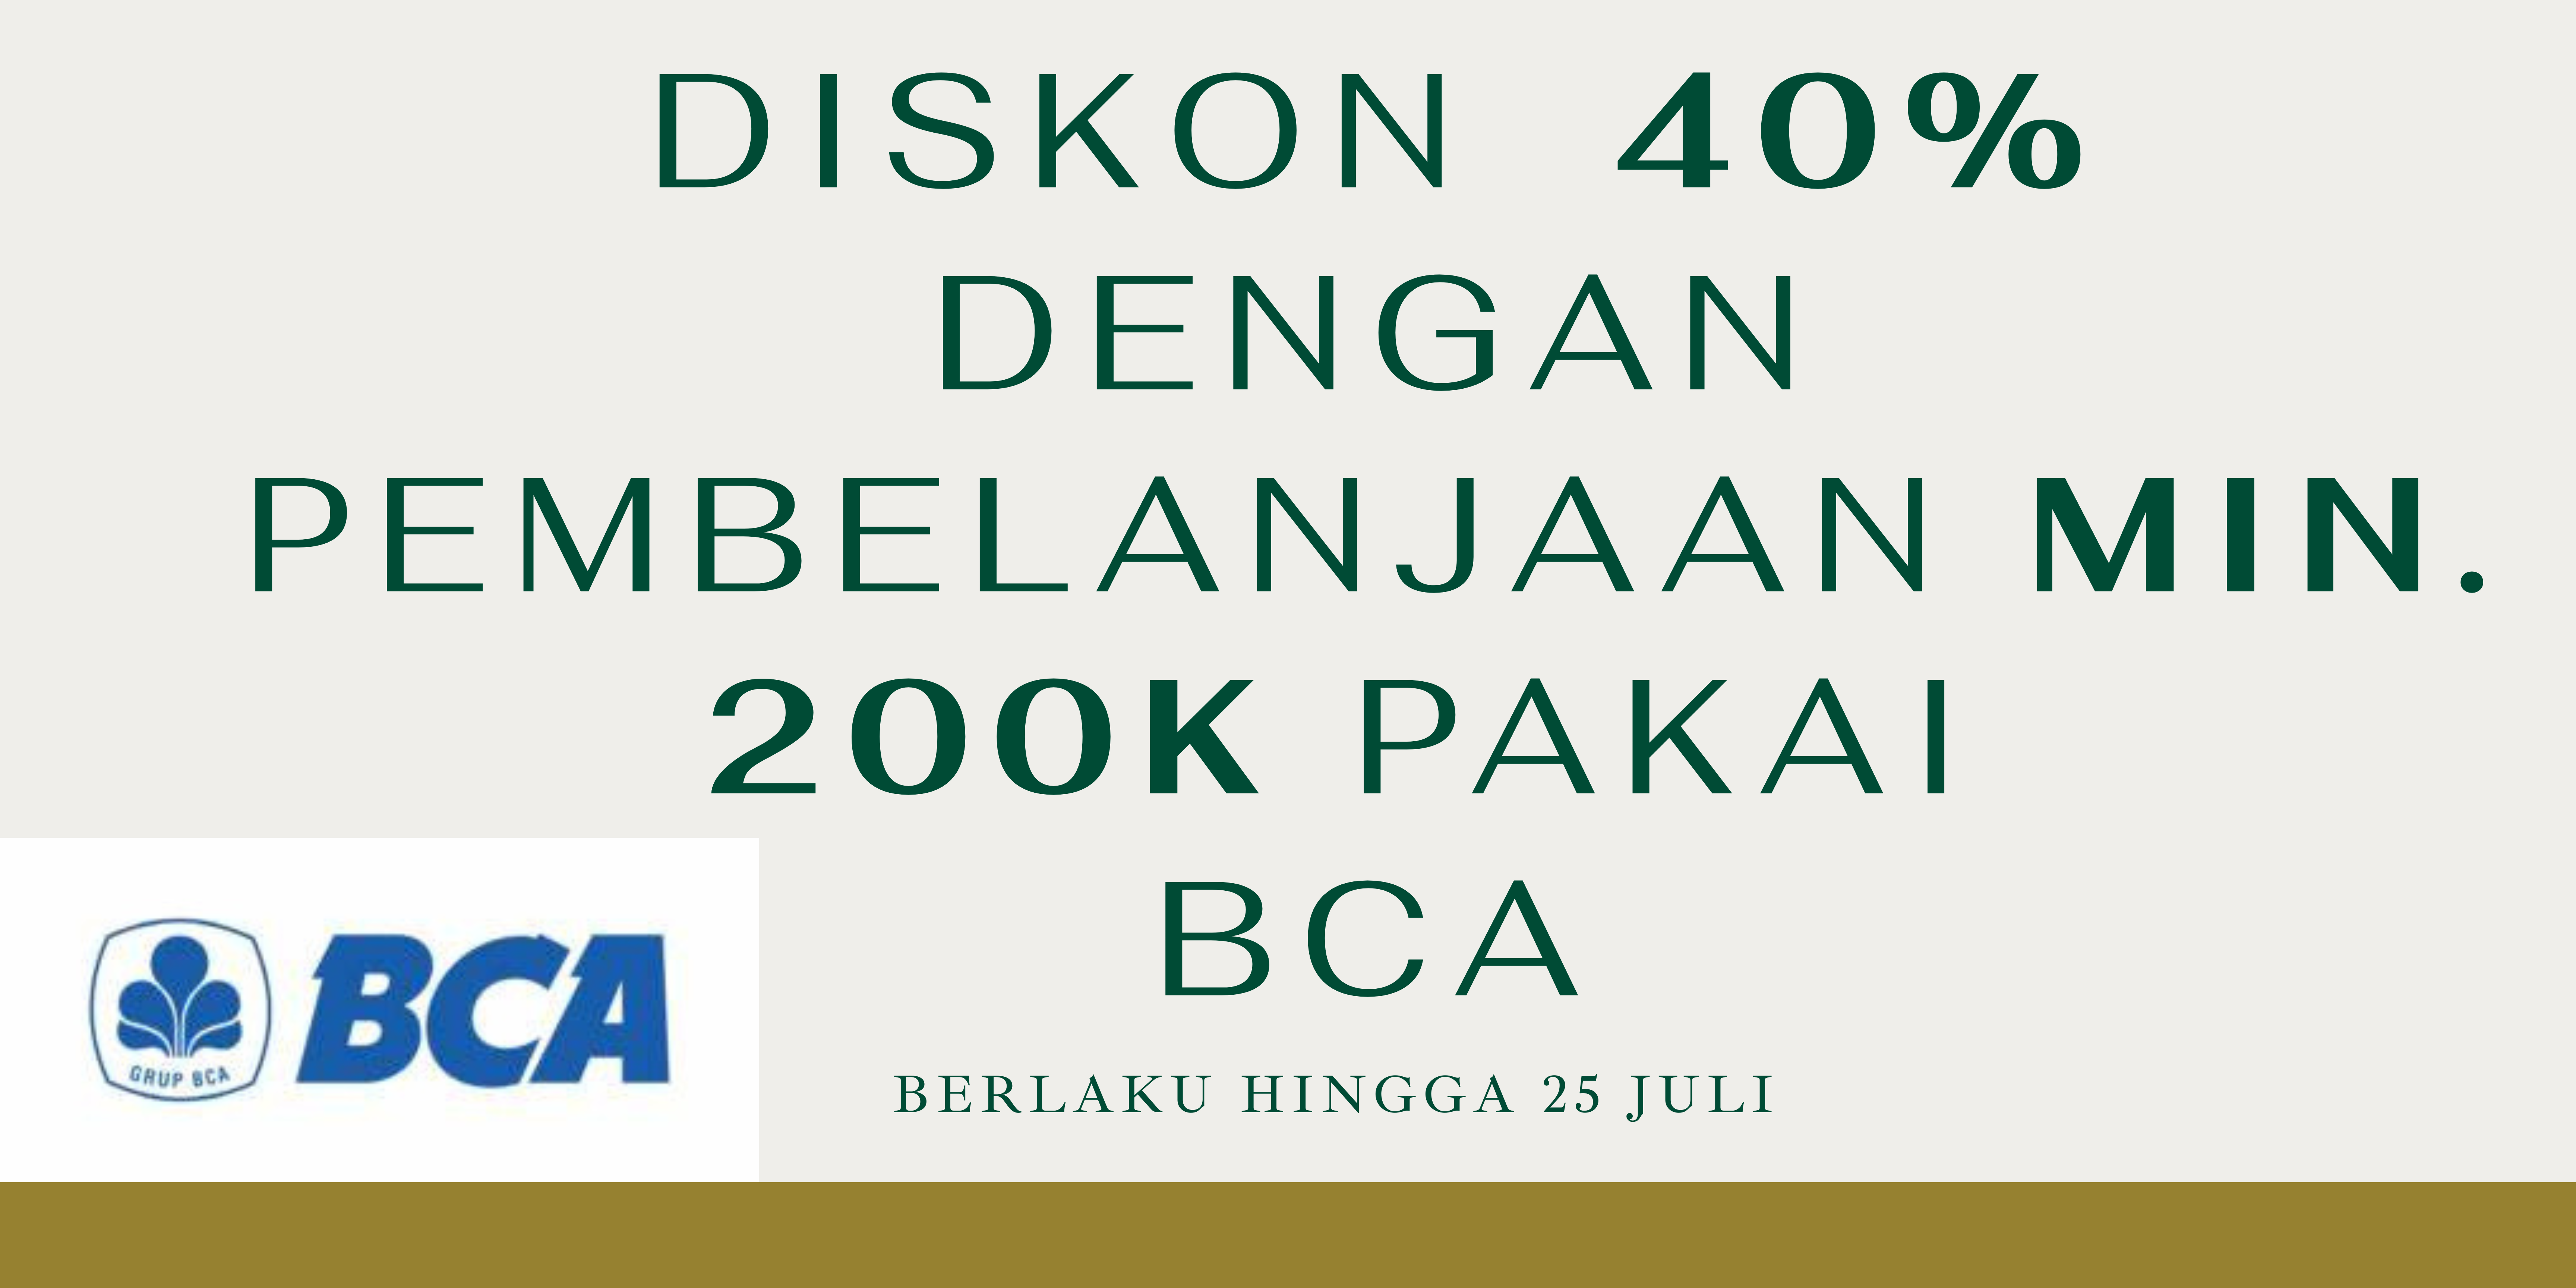 DISKON 40%
DENGAN
PEMBELANJAAN MIN.
200K PAKAI
BCA
GRUP BCA
BCA
BERLAKU HINGGA 25 JULI